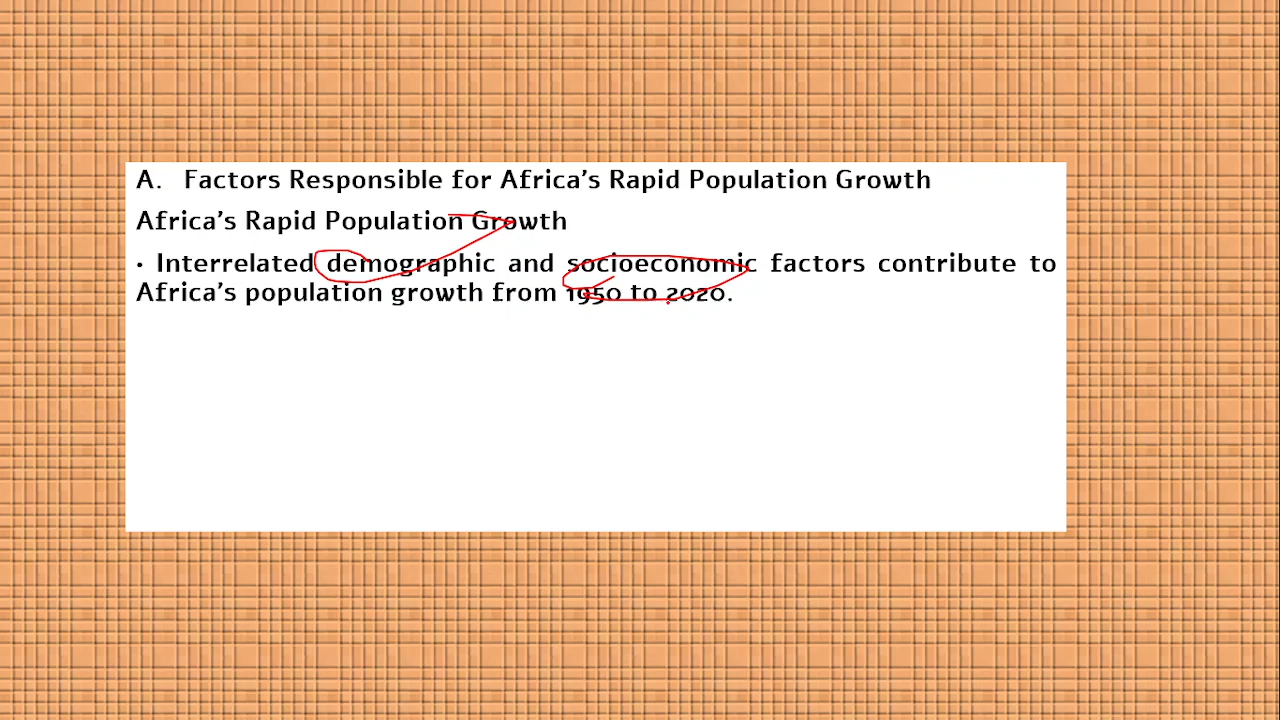 A. Factors Responsible for Africa's Rapid Population Growth
Africa's Rapid Population Growth
• Interrelated demographic and socioeconomic factors contribute to
Africa's population growth from 1950 to 2020.